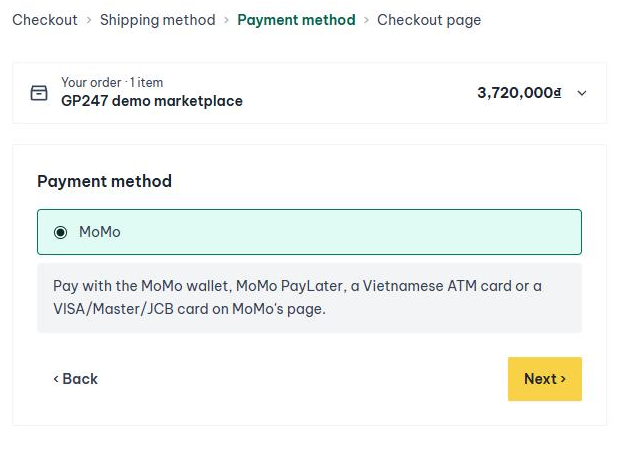 Checkout › Shipping method › Payment method › Checkout page
Your order · 1 item
GP247 demo marketplace
3,720,000₫
Payment method
MoMo
Pay with the MoMo wallet, MoMo PayLater, a Vietnamese ATM card or a
VISA/Master/JCB card on MoMo's page.
‹ Back
Next ›